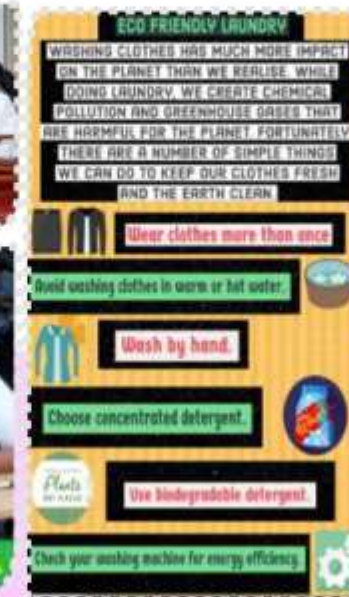 ECO FRIENDLY LAUNDRY
WASHING CLOTHES HAS MUCH MORE IMPACT
ON THE PLANET THAN WE REALISE. WHILE
DOING LAUNDRY, WE CREATE CHEMICAL
POLLUTION AND GREENHOUSE GASES THAT
ARE HARMFUL FOR THE PLANET. FORTUNATELY
THERE ARE A NUMBER OF SIMPLE THINGS
WE CAN DO TO KEEP OUR CLOTHES FRESH
AND THE EARTH CLEAN.
Wear clothes more than once
Avoid washing clothes in warm or hot water.
Wash by hand.
Choose concentrated detergent.
Plants
Use biodegradable detergent.
Check your washing machine for energy efficiency.